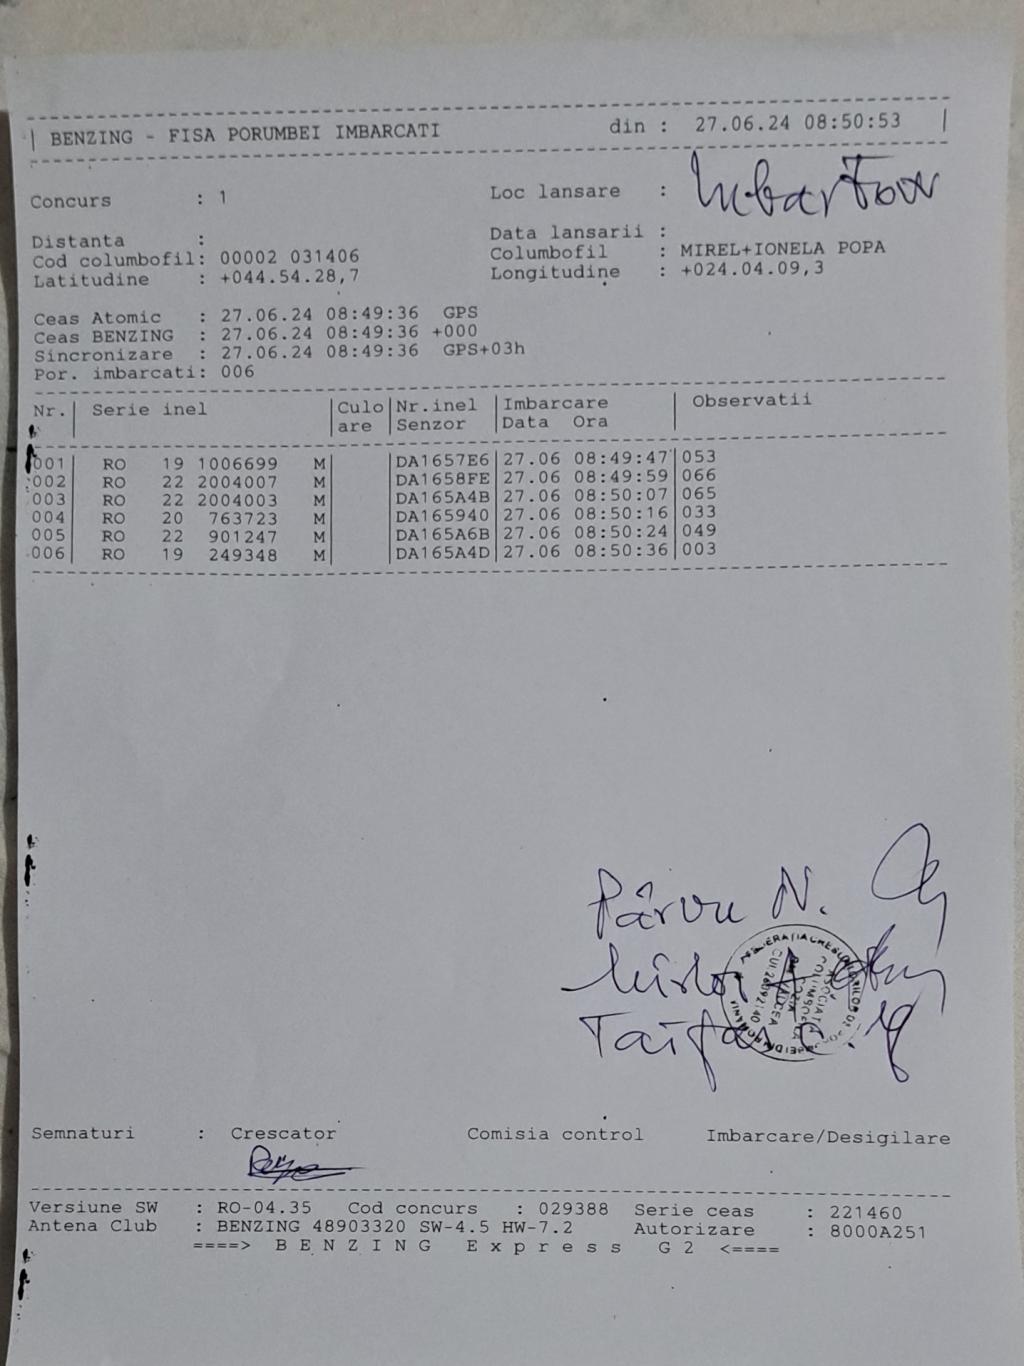 BENZING - FISA PORUMBEI IMBARCATI din : 27.06.24 08:50:53
Concurs : 1 Loc lansare : Lubartow
Distanta : Data lansarii :
Cod columbofil: 00002 031406 Columbofil : MIREL+IONELA POPA
Latitudine : +044.54.28,7 Longitudine : +024.04.09,3
Ceas Atomic : 27.06.24 08:49:36 GPS
Ceas BENZING : 27.06.24 08:49:36 +000
Sincronizare : 27.06.24 08:49:36 GPS+03h
Por. imbarcati: 006
Nr. | Serie inel | Culo | Nr.inel | Imbarcare | Observatii
are | Senzor | Data Ora
001 | RO 19 1006699 M | | DA1657E6 | 27.06 08:49:47 | 053
002 | RO 22 2004007 M | | DA1658FE | 27.06 08:49:59 | 066
003 | RO 22 2004003 M | | DA165A4B | 27.06 08:50:07 | 065
004 | RO 20 763723 M | | DA165940 | 27.06 08:50:16 | 033
005 | RO 22 901247 M | | DA165A6B | 27.06 08:50:24 | 049
006 | RO 19 249348 M | | DA165A4D | 27.06 08:50:36 | 003
Pârvu N.
Semnaturi : Crescator Comisia control Imbarcare/Desigilare
Versiune SW : RO-04.35 Cod concurs : 029388 Serie ceas : 221460
Antena Club : BENZING 48903320 SW-4.5 HW-7.2 Autorizare : 8000A251
====> B E N Z I N G E x p r e s s G 2 <====